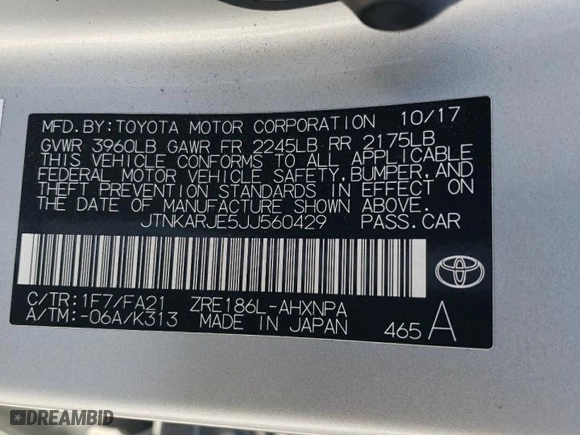 MFD.BY:TOYOTA MOTOR CORPORATION 10/17
GVWR 3960LB GAWR FR 2245LB RR 2175LB
THIS VEHICLE CONFORMS TO ALL APPLICABLE
FEDERAL MOTOR VEHICLE SAFETY,BUMPER,AND
THEFT PREVENTION STANDARDS IN EFFECT ON
THE DATE OF MANUFACTURE SHOWN ABOVE.
JTNKARJE5JJ560429 PASS.CAR
C/TR:1F7/FA21 ZRE186L-AHXNPA
A/TM:-06A/K313 MADE IN JAPAN 465 A
TOYOTA
DREAMBID